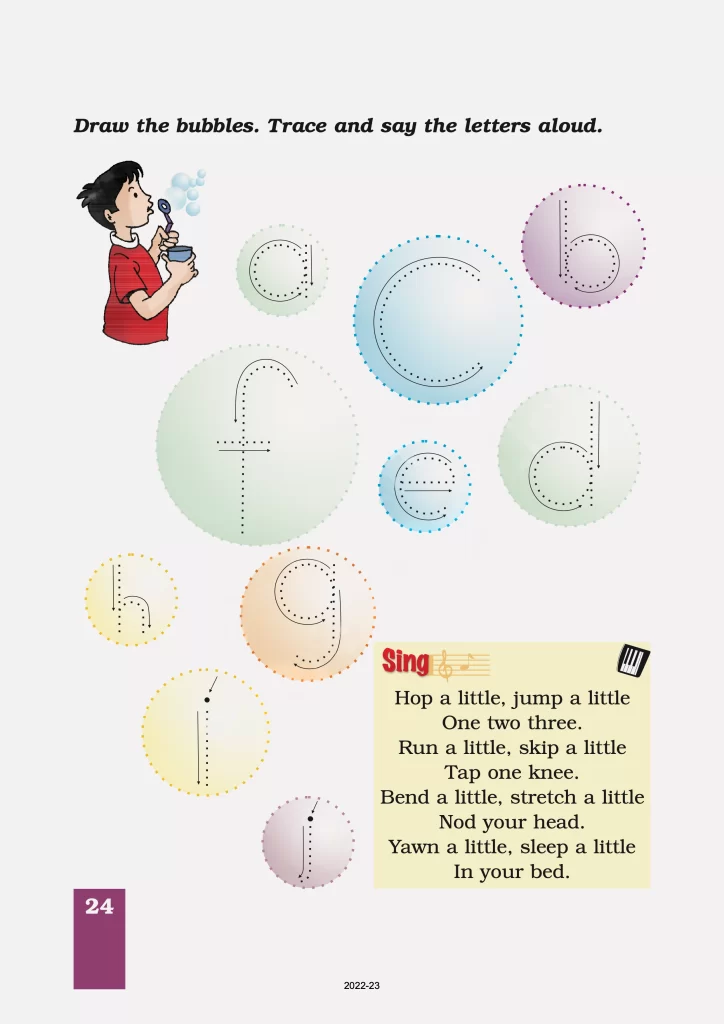 Draw the bubbles. Trace and say the letters aloud.
b
a
c
f
d
e
h
g
i
j
Sing
Hop a little, jump a little
One two three.
Run a little, skip a little
Tap one knee.
Bend a little, stretch a little
Nod your head.
Yawn a little, sleep a little
In your bed.
24
2022-23